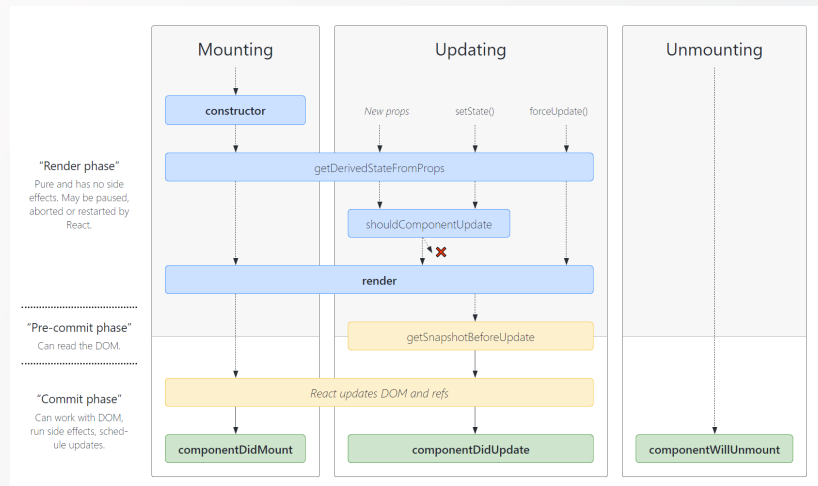 Mounting
Updating
Unmounting
constructor
New props
setState()
forceUpdate()
"Render phase"
Pure and has no side
effects. May be paused,
aborted or restarted by
React.
getDerivedStateFromProps
shouldComponentUpdate
render
"Pre-commit phase"
Can read the DOM.
getSnapshotBeforeUpdate
"Commit phase"
Can work with DOM,
run side effects, sched-
ule updates.
React updates DOM and refs
componentDidMount
componentDidUpdate
componentWillUnmount